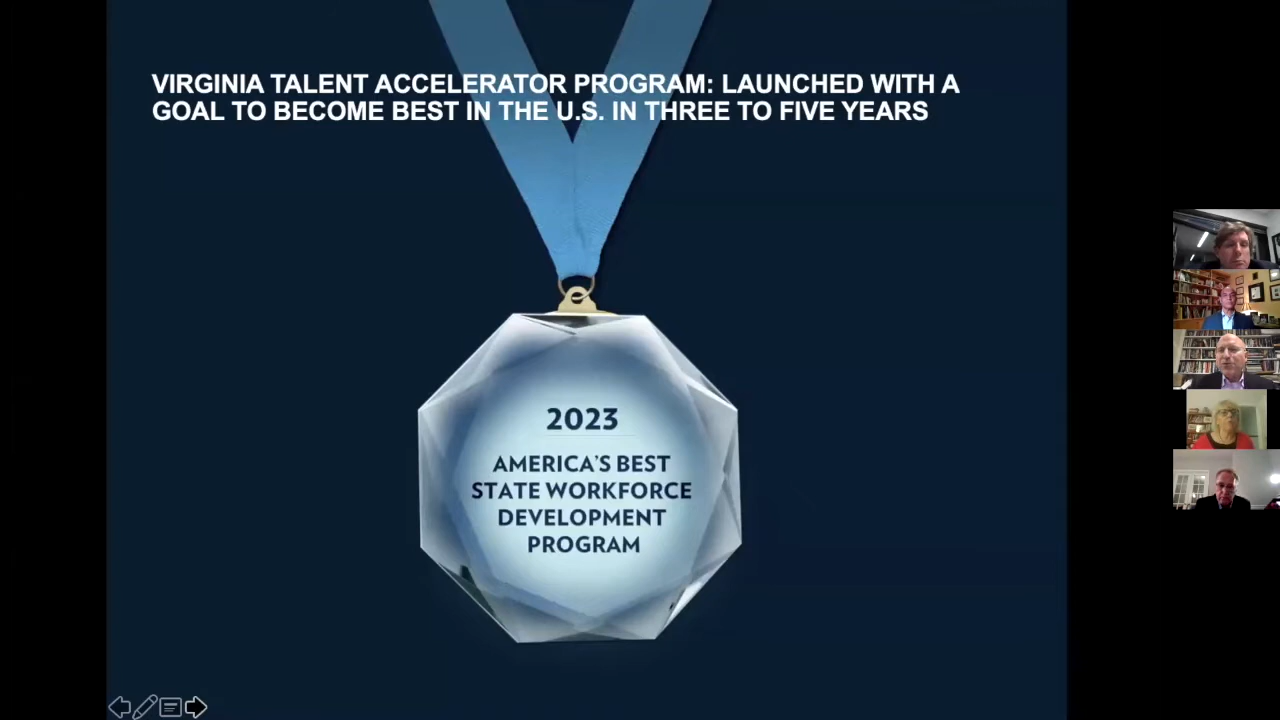 VIRGINIA TALENT ACCELERATOR PROGRAM: LAUNCHED WITH A
GOAL TO BECOME BEST IN THE U.S. IN THREE TO FIVE YEARS
2023
AMERICA'S BEST
STATE WORKFORCE
DEVELOPMENT
PROGRAM